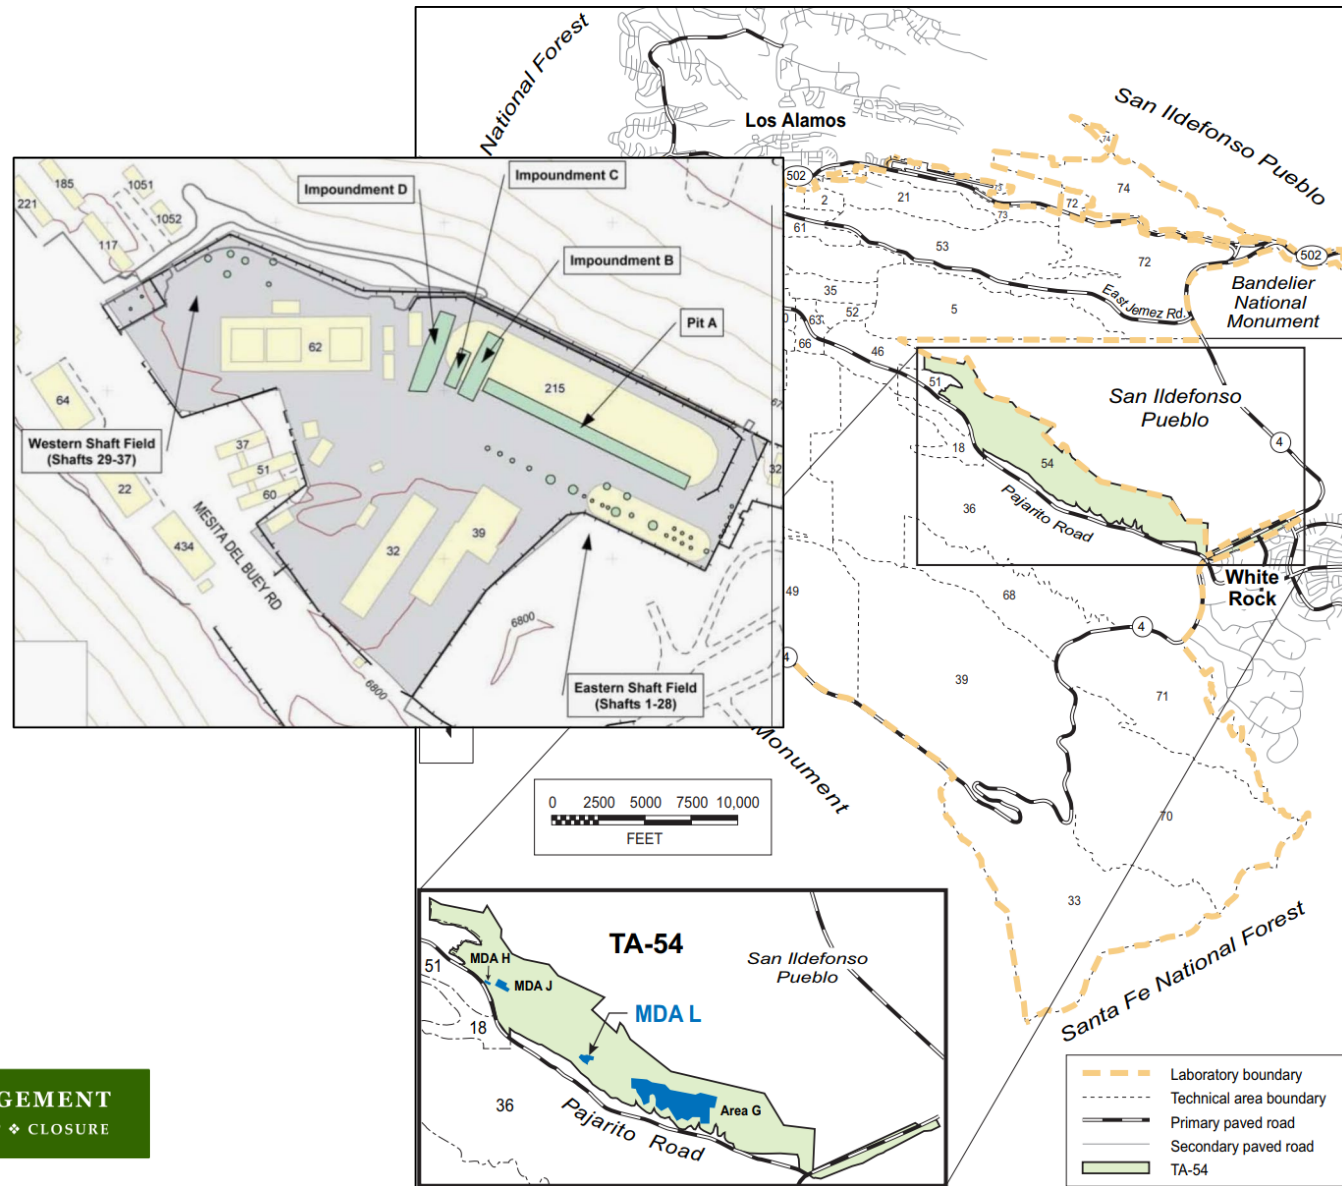 National Forest
Los Alamos
San Ildefonso
Pueblo
502
74
74
73
73
73
72
2
21
61
53
72
502
Bandelier
National
Monument
35
52
5
63
66
46
East Jemez Rd.
51
San Ildefonso
Pueblo
4
18
54
36
Pajarito Road
White
Rock
49
68
4
4
39
71
70
33
Monument
Santa Fe National Forest
185
221
1051
1052
117
Impoundment D
Impoundment C
Impoundment B
Pit A
62
215
64
Western Shaft Field
(Shafts 29-37)
37
51
60
22
434
MESITA DEL BUEY RD
32
39
32
6800
6800
Eastern Shaft Field
(Shafts 1-28)
0 2500 5000 7500 10,000
FEET
TA-54
San Ildefonso
Pueblo
51
MDA H
MDA J
MDA L
18
36
Area G
Pajarito Road
GEMENT
❖ CLOSURE
Laboratory boundary
Technical area boundary
Primary paved road
Secondary paved road
TA-54